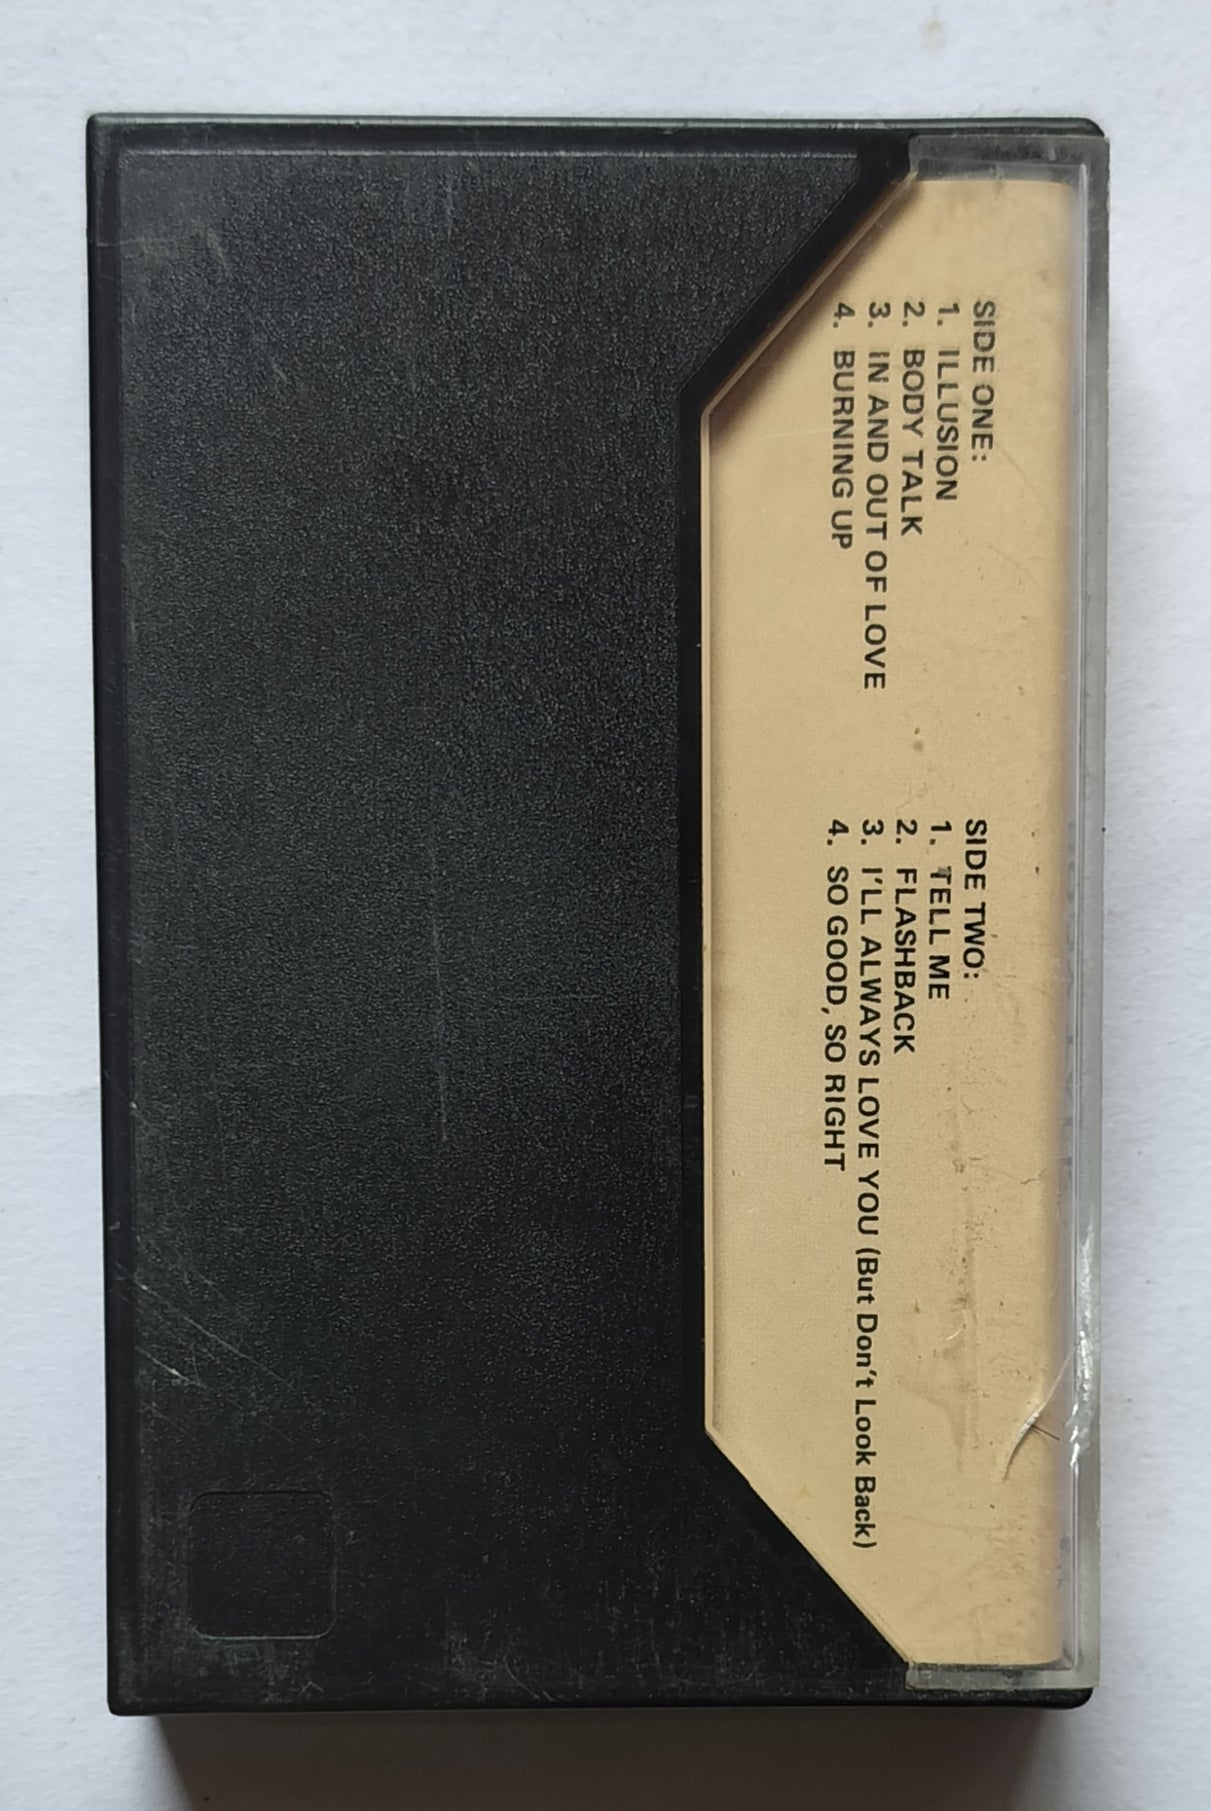 SIDE ONE:
1. ILLUSION
2. BODY TALK
3. IN AND OUT OF LOVE
4. BURNING UP
SIDE TWO:
1. TELL ME
2. FLASHBACK
3. I'LL ALWAYS LOVE YOU (But Don't Look Back)
4. SO GOOD, SO RIGHT